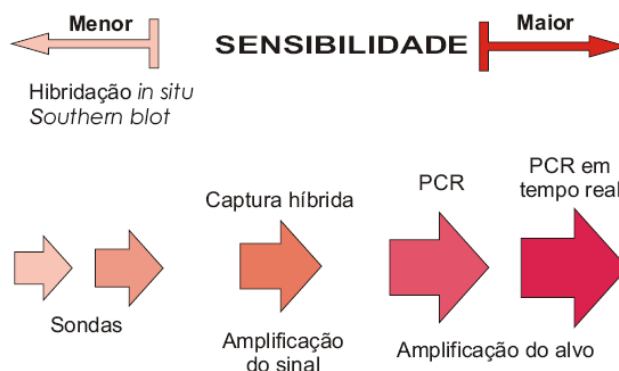 Menor
SENSIBILIDADE
Maior
Hibridação in situ
Southern blot
Captura híbrida
PCR
PCR em
tempo real
Sondas
Amplificação
do sinal
Amplificação do alvo